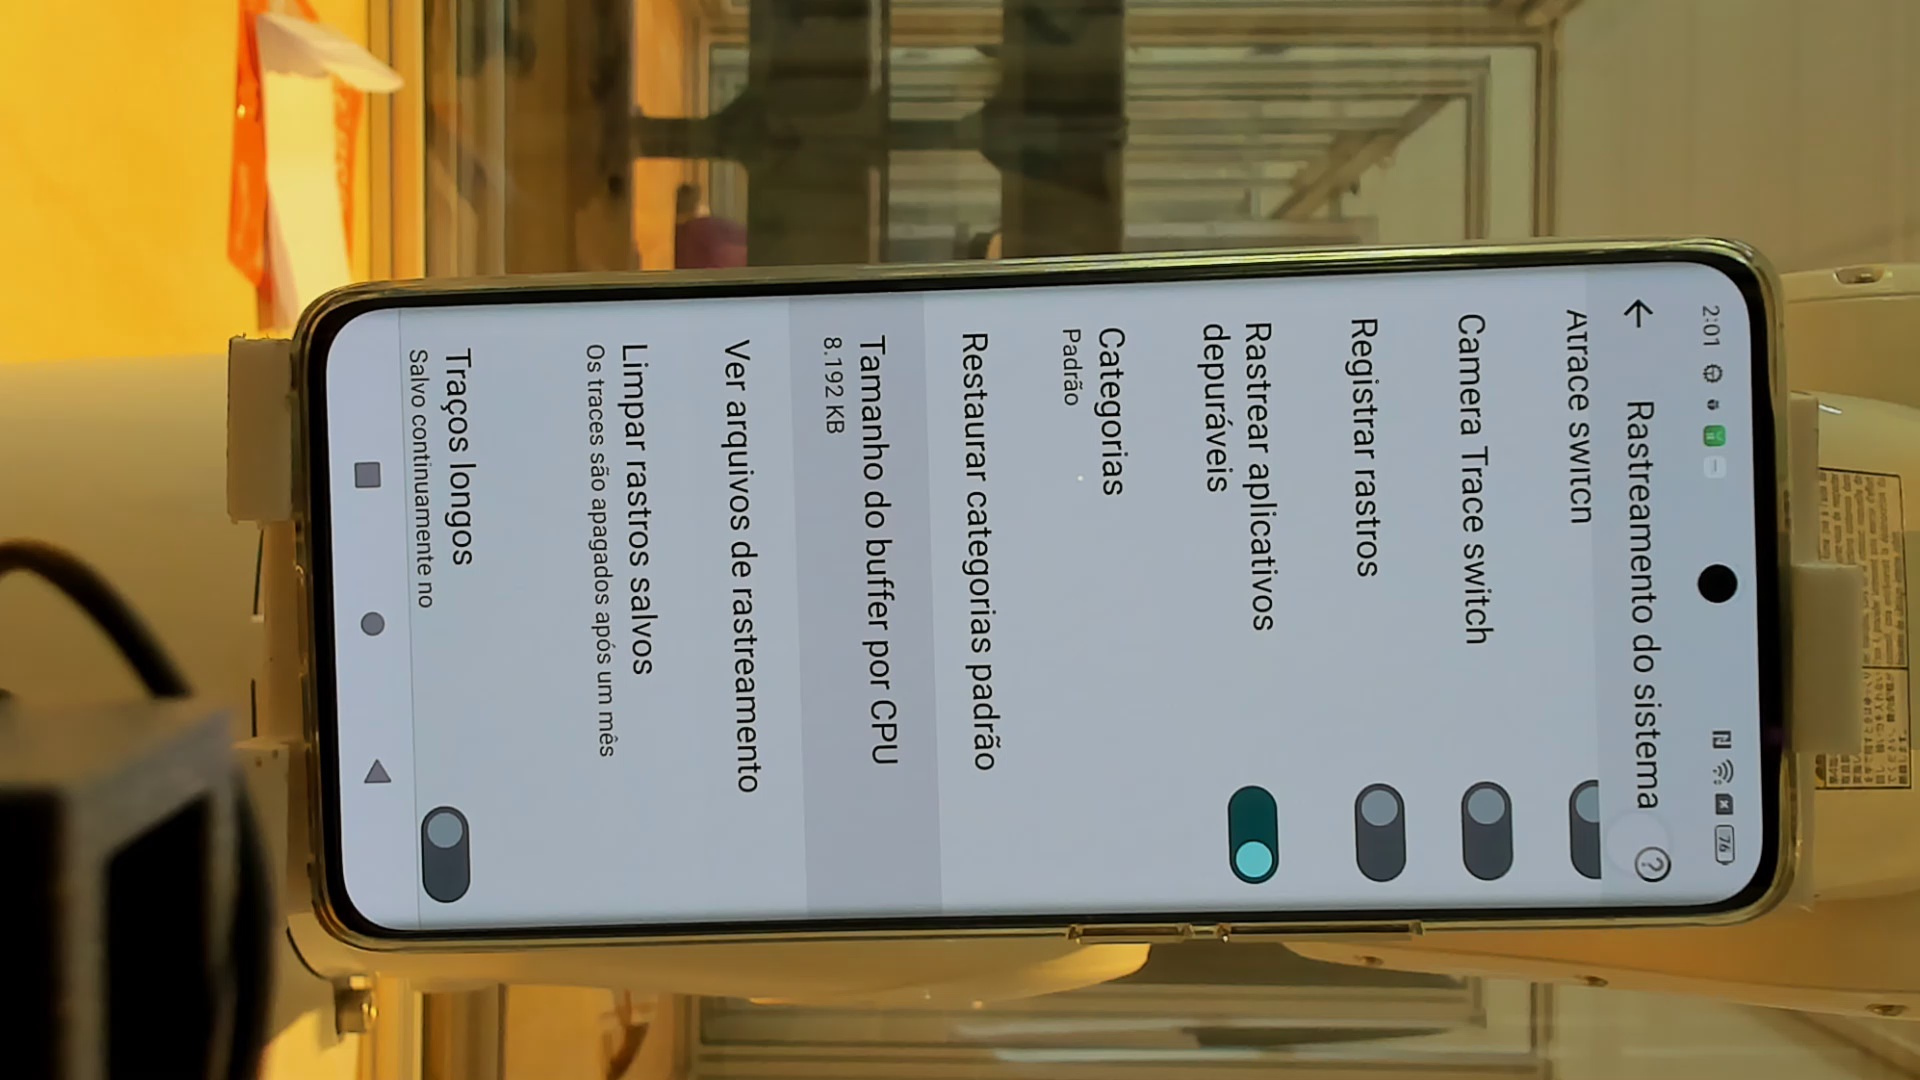 2:01
76
Rastreamento do sistema
Atrace switch
Camera Trace switch
Registrar rastros
Rastrear aplicativos
depuráveis
Categorias
Padrão
Restaurar categorias padrão
Tamanho do buffer por CPU
8.192 KB
Ver arquivos de rastreamento
Limpar rastros salvos
Os traces são apagados após um mês
Traços longos
Salvo continuamente no